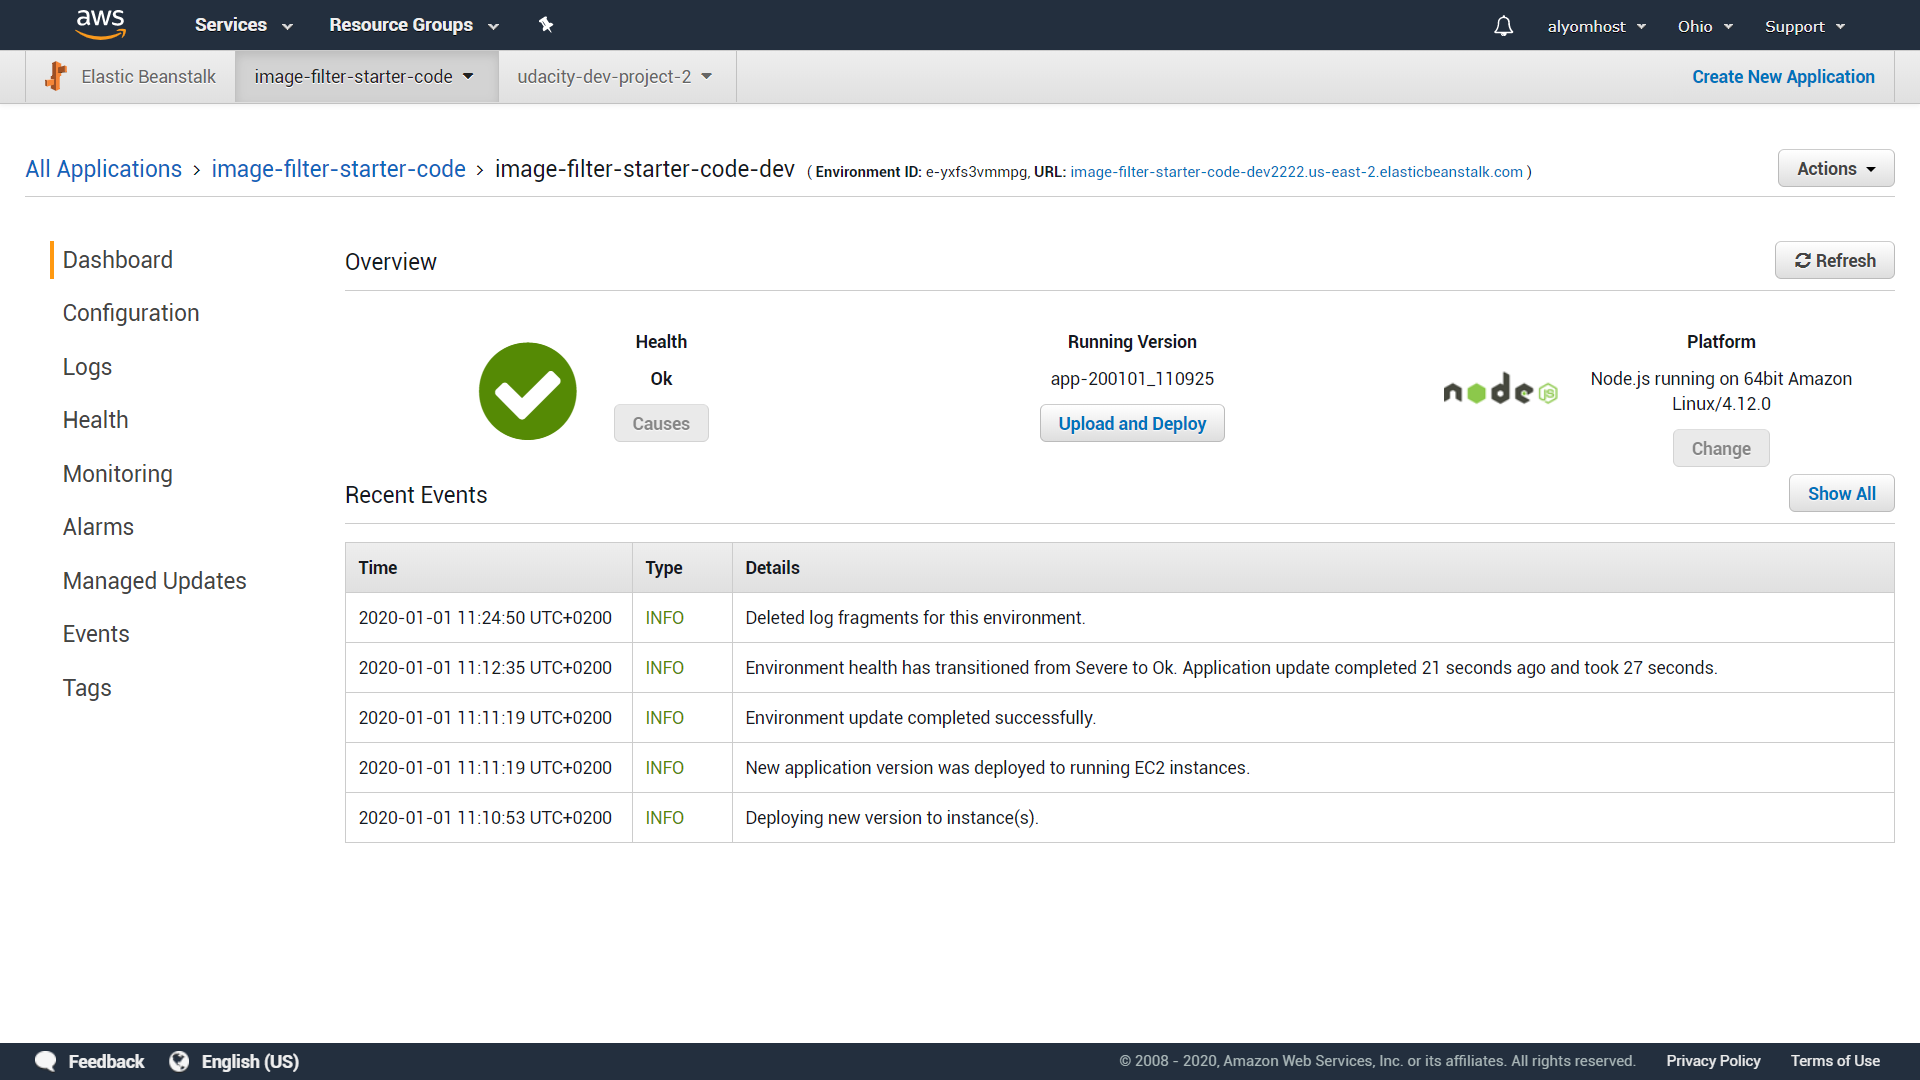 aws Services Resource Groups alyomhost Ohio Support
Elastic Beanstalk image-filter-starter-code udacity-dev-project-2 Create New Application
All Applications › image-filter-starter-code › image-filter-starter-code-dev ( Environment ID: e-yxfs3vmmpg, URL: image-filter-starter-code-dev2222.us-east-2.elasticbeanstalk.com ) Actions
Dashboard
Configuration
Logs
Health
Monitoring
Alarms
Managed Updates
Events
Tags
Overview Refresh
Health
Ok
Causes
Running Version
app-200101_110925
Upload and Deploy
node JS
Platform
Node.js running on 64bit Amazon
Linux/4.12.0
Change
Recent Events Show All
Time Type Details
2020-01-01 11:24:50 UTC+0200 INFO Deleted log fragments for this environment.
2020-01-01 11:12:35 UTC+0200 INFO Environment health has transitioned from Severe to Ok. Application update completed 21 seconds ago and took 27 seconds.
2020-01-01 11:11:19 UTC+0200 INFO Environment update completed successfully.
2020-01-01 11:11:19 UTC+0200 INFO New application version was deployed to running EC2 instances.
2020-01-01 11:10:53 UTC+0200 INFO Deploying new version to instance(s).
Feedback English (US) © 2008 - 2020, Amazon Web Services, Inc. or its affiliates. All rights reserved. Privacy Policy Terms of Use